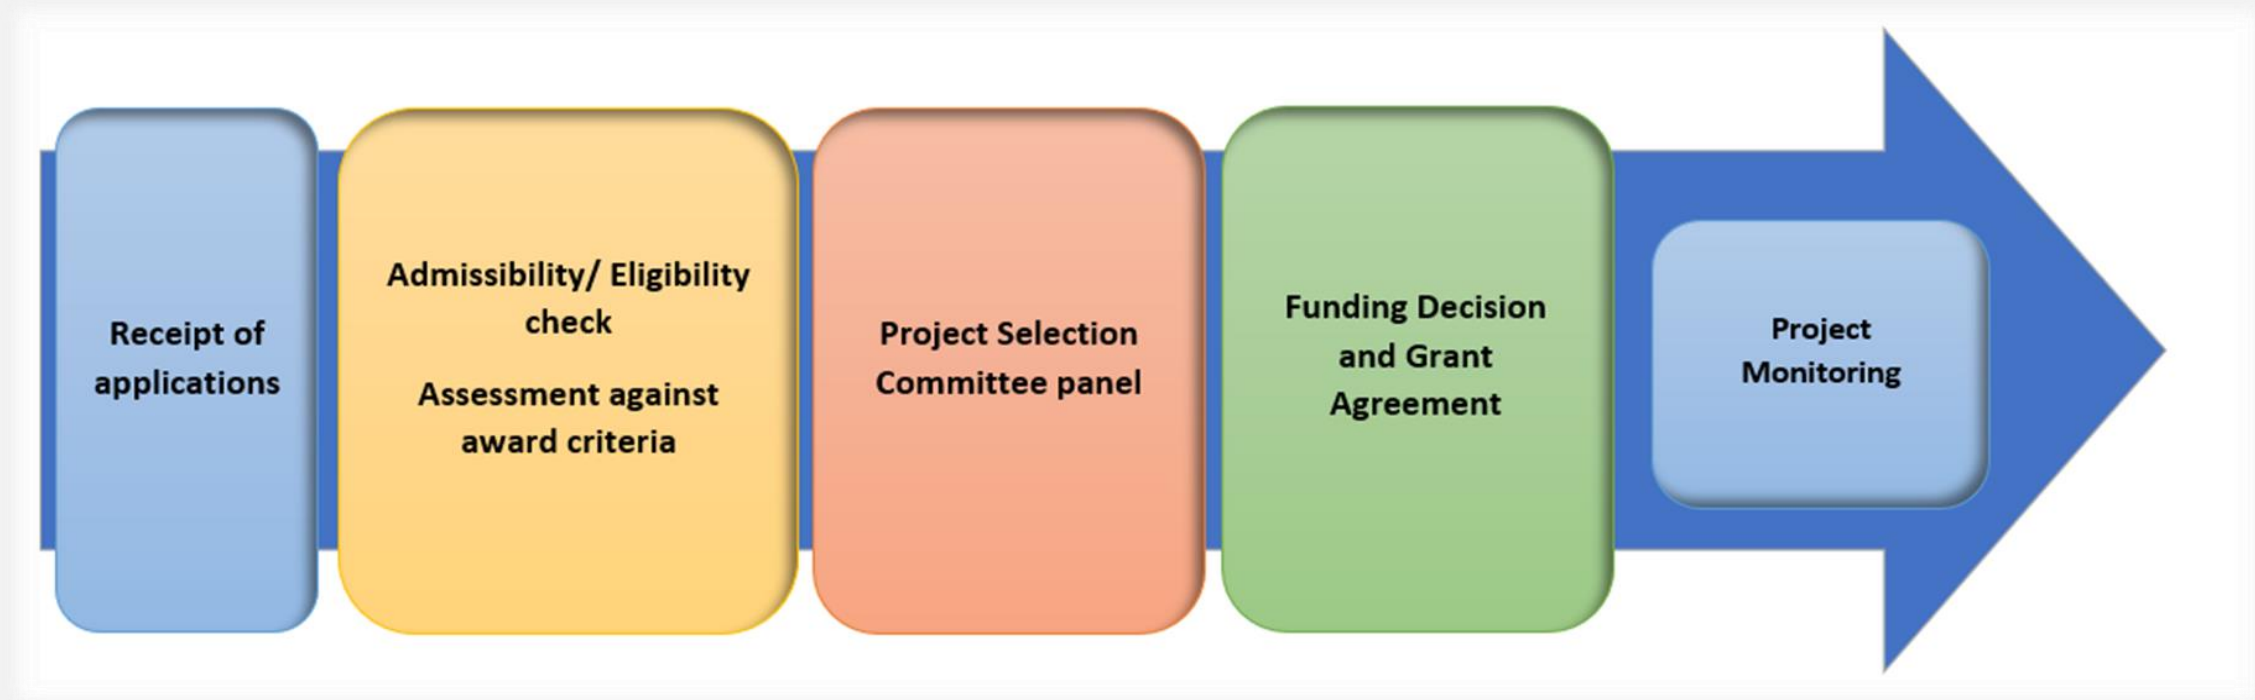 Receipt of
applications
Admissibility/ Eligibility
check
Assessment against
award criteria
Project Selection
Committee panel
Funding Decision
and Grant
Agreement
Project
Monitoring